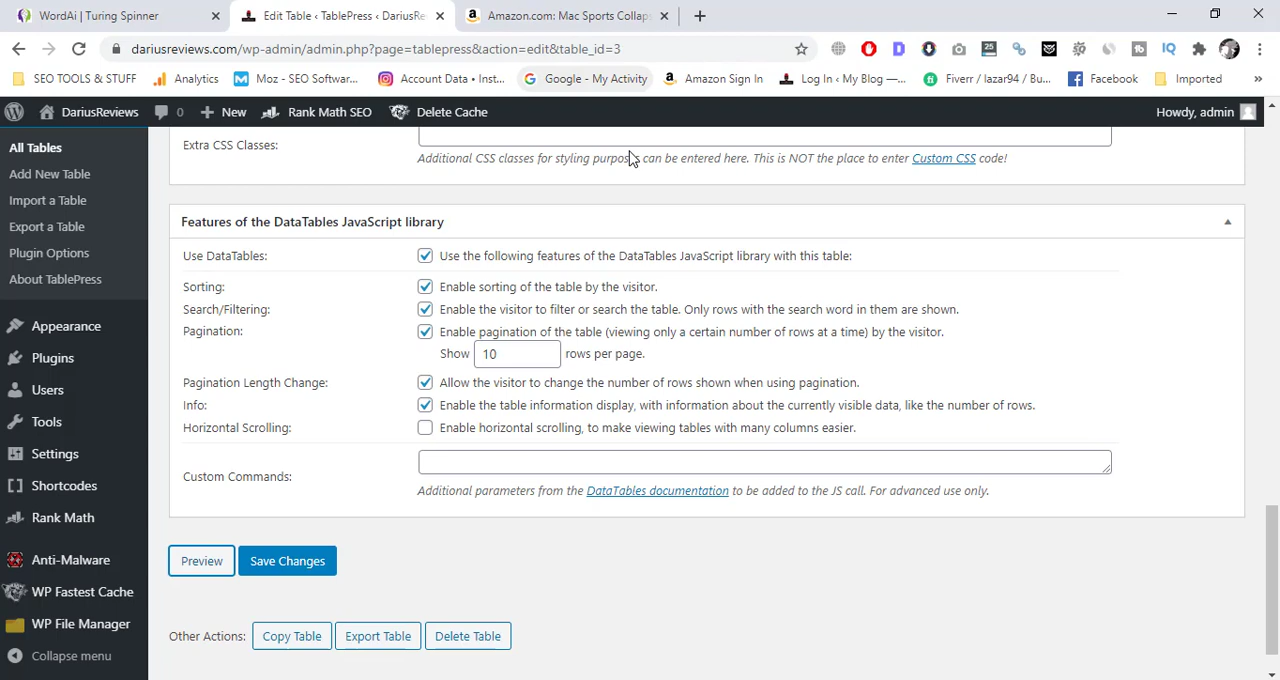 WordAi | Turing Spinner
Edit Table ‹ TablePress ‹ DariusRe
Amazon.com: Mac Sports Collaps
dariusreviews.com/wp-admin/admin.php?page=tablepress&action=edit&table_id=3
SEO TOOLS & STUFF
Analytics
Moz - SEO Software...
Account Data • Inst...
Google - My Activity
Amazon Sign In
Log In ‹ My Blog —...
Fiverr / lazar94 / Bu...
Facebook
Imported
DariusReviews
0
New
Rank Math SEO
Delete Cache
Howdy, admin
All Tables
Add New Table
Import a Table
Export a Table
Plugin Options
About TablePress
Appearance
Plugins
Users
Tools
Settings
Shortcodes
Rank Math
Anti-Malware
WP Fastest Cache
WP File Manager
Collapse menu
Extra CSS Classes:
Additional CSS classes for styling purposes can be entered here. This is NOT the place to enter Custom CSS code!
Features of the DataTables JavaScript library
Use DataTables:
Use the following features of the DataTables JavaScript library with this table:
Sorting:
Enable sorting of the table by the visitor.
Search/Filtering:
Enable the visitor to filter or search the table. Only rows with the search word in them are shown.
Pagination:
Enable pagination of the table (viewing only a certain number of rows at a time) by the visitor.
Show 10 rows per page.
Pagination Length Change:
Allow the visitor to change the number of rows shown when using pagination.
Info:
Enable the table information display, with information about the currently visible data, like the number of rows.
Horizontal Scrolling:
Enable horizontal scrolling, to make viewing tables with many columns easier.
Custom Commands:
Additional parameters from the DataTables documentation to be added to the JS call. For advanced use only.
Preview
Save Changes
Other Actions:
Copy Table
Export Table
Delete Table